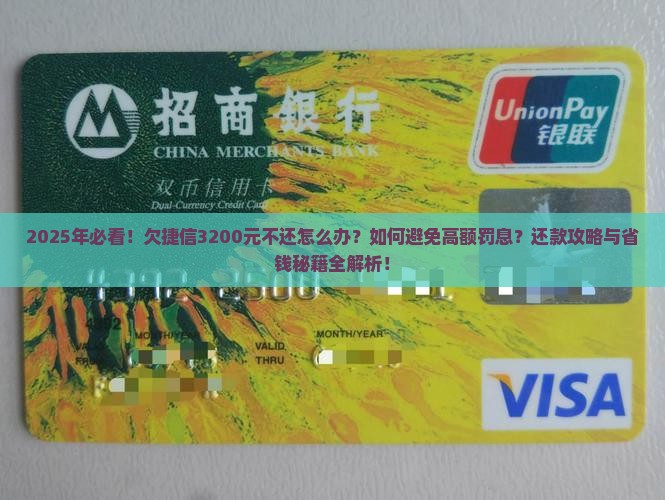 招商银行
CHINA MERCHANTS BANK
双币信用卡
Dual-Currency Credit Card
UnionPay
银联
2025年必看！欠捷信3200元不还怎么办？如何避免高额罚息？还款攻略与省
钱秘籍全解析！
MONTH/YEAR
MONTH/YEAR
VALID
FROM
VALID
THRU
VISA